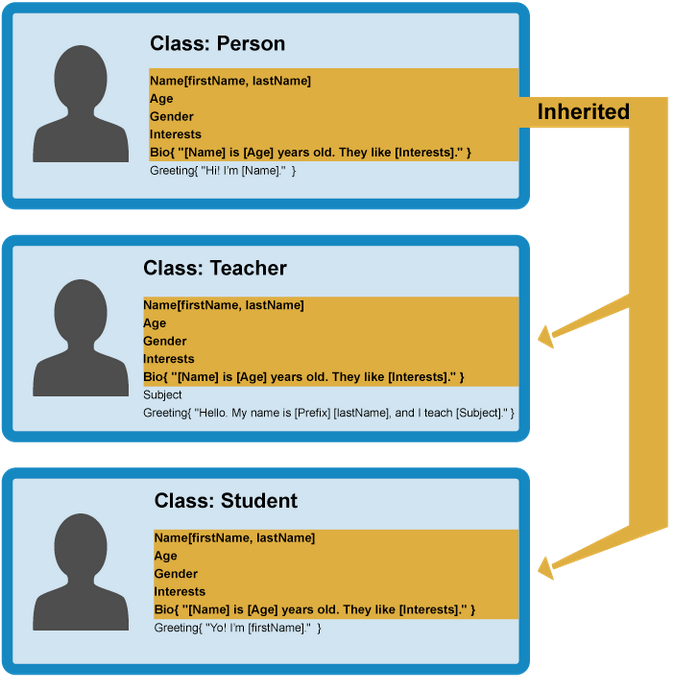 Class: Person
Name[firstName, lastName]
Age
Gender
Interests
Bio{ "[Name] is [Age] years old. They like [Interests]." }
Greeting{ "Hi! I'm [Name]."  }
Inherited
Class: Teacher
Name[firstName, lastName]
Age
Gender
Interests
Bio{ "[Name] is [Age] years old. They like [Interests]." }
Subject
Greeting{ "Hello. My name is [Prefix] [lastName], and I teach [Subject]." }
Class: Student
Name[firstName, lastName]
Age
Gender
Interests
Bio{ "[Name] is [Age] years old. They like [Interests]." }
Greeting{ "Yo! I'm [firstName]."  }